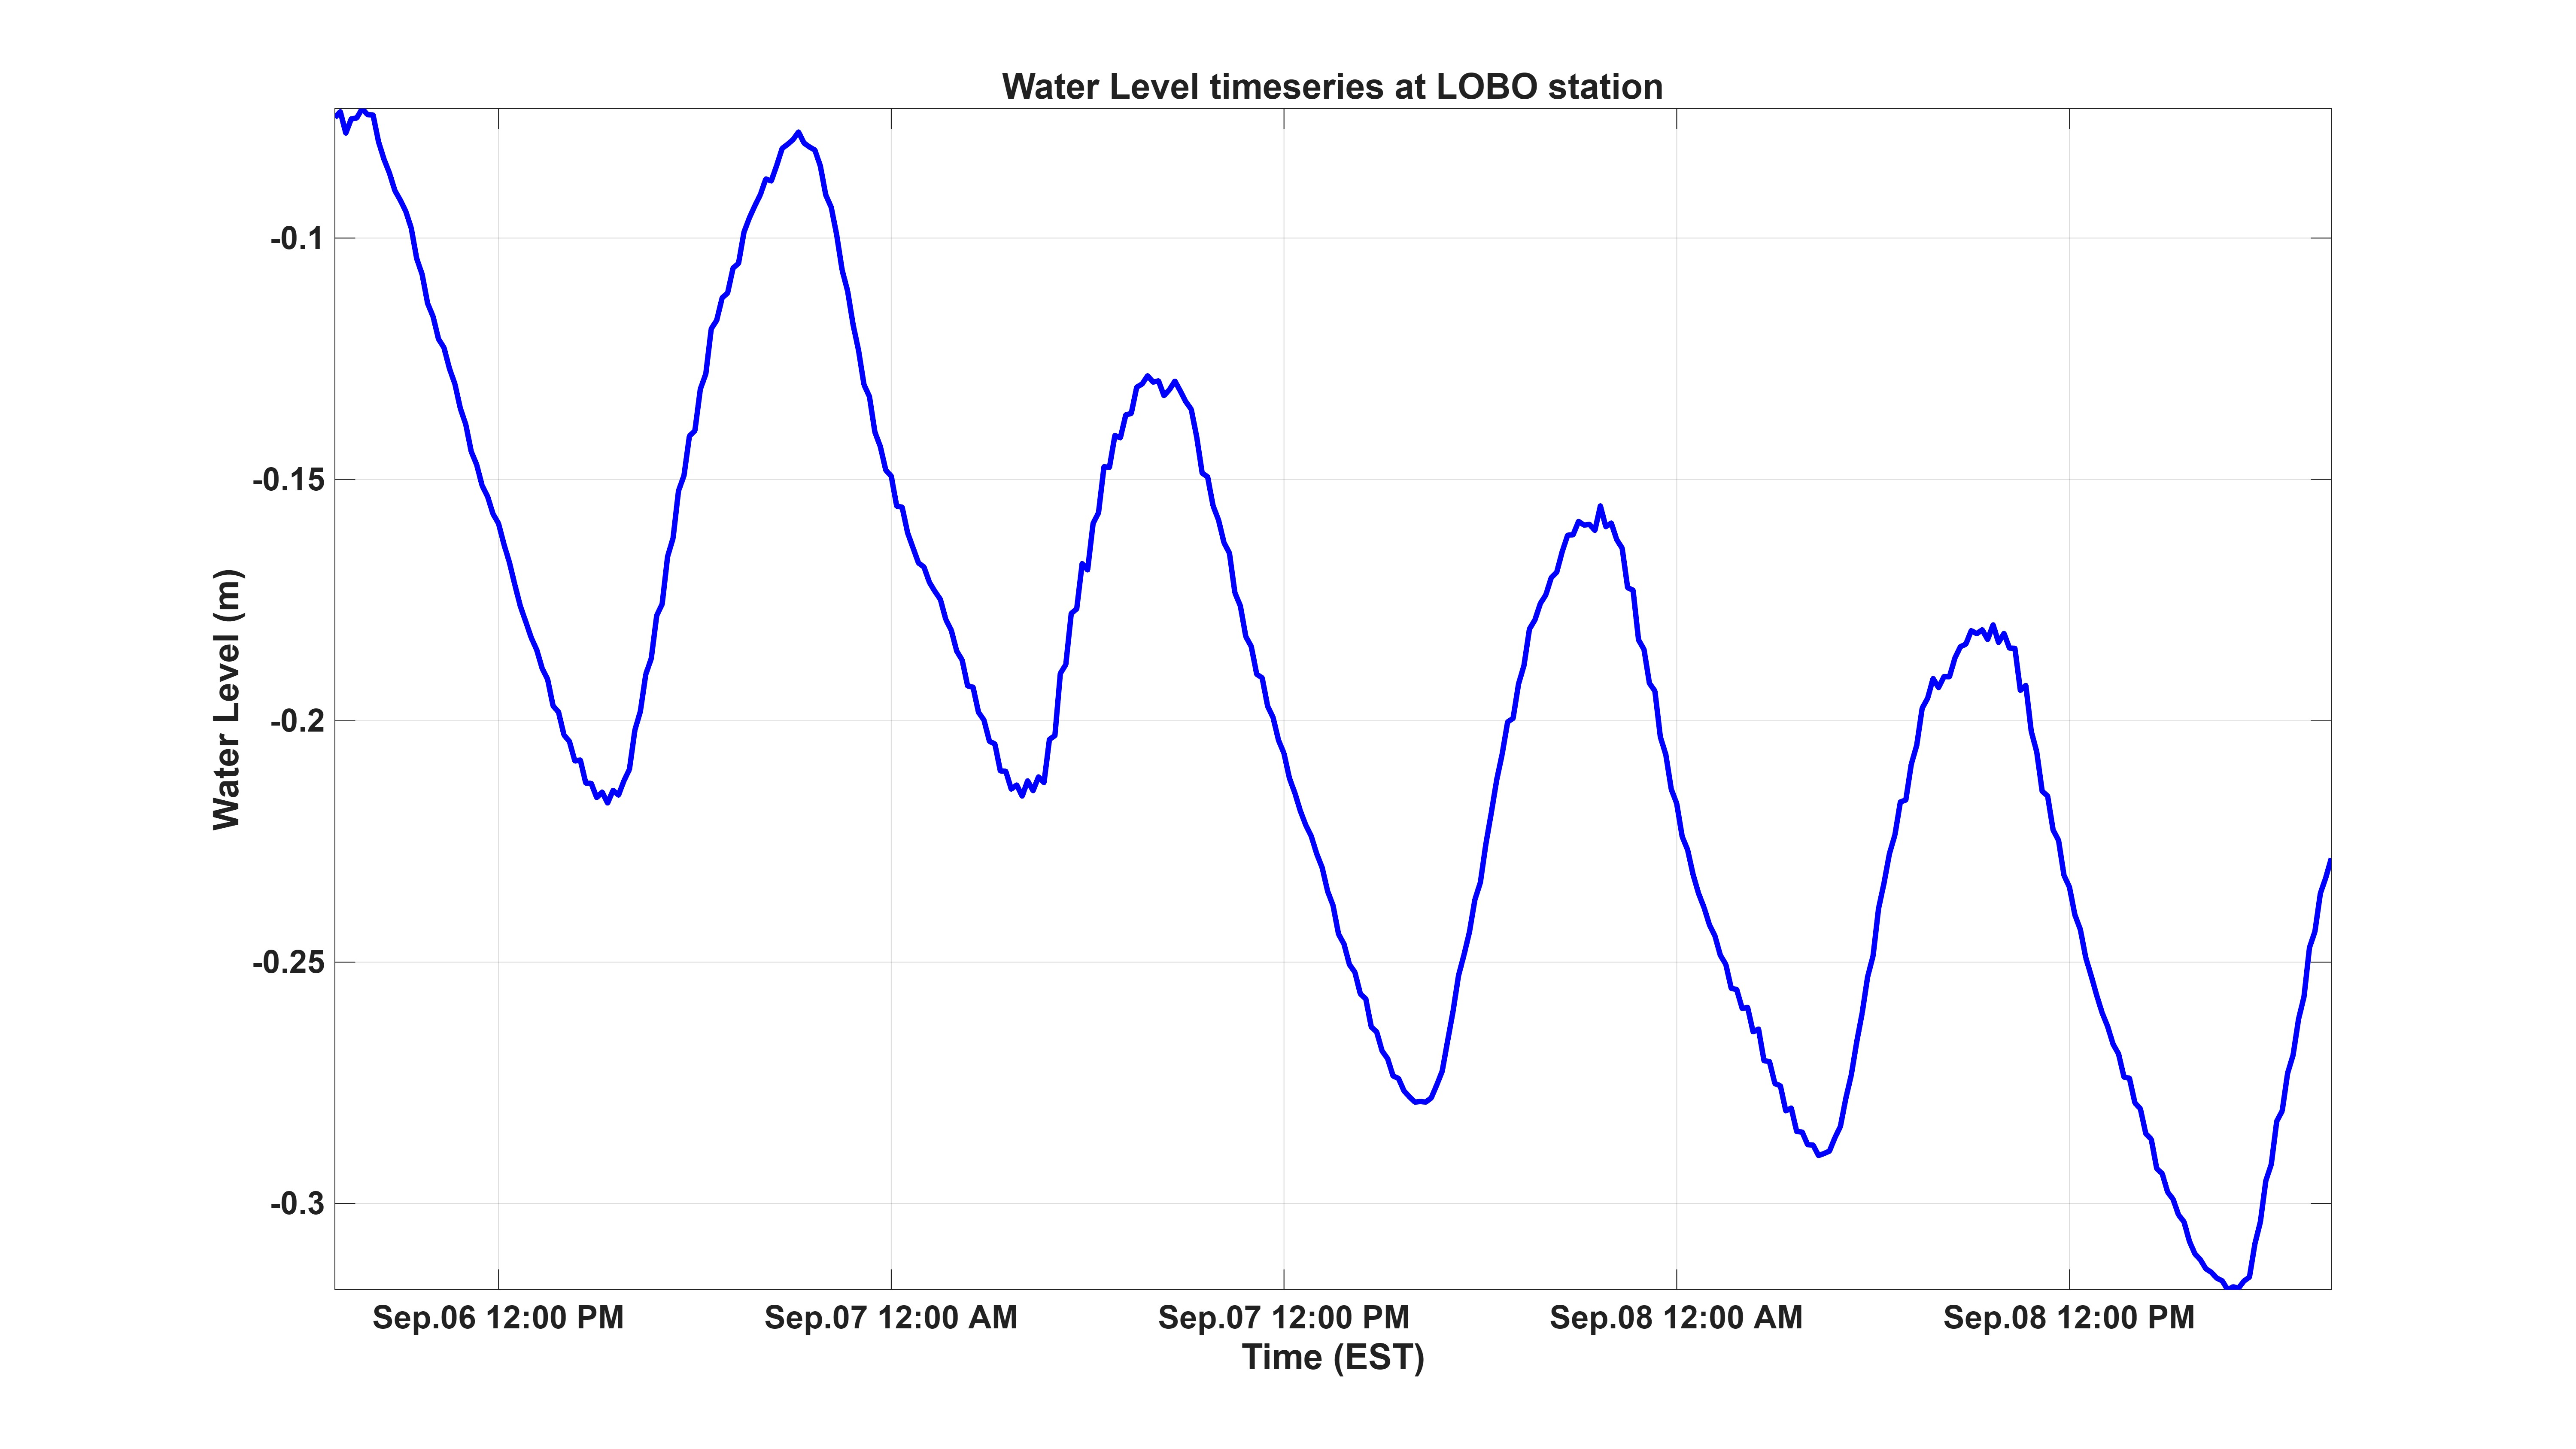 Water Level timeseries at LOBO station
-0.1
-0.15
-0.2
-0.25
-0.3
Water Level (m)
Sep.06 12:00 PM
Sep.07 12:00 AM
Sep.07 12:00 PM
Sep.08 12:00 AM
Sep.08 12:00 PM
Time (EST)